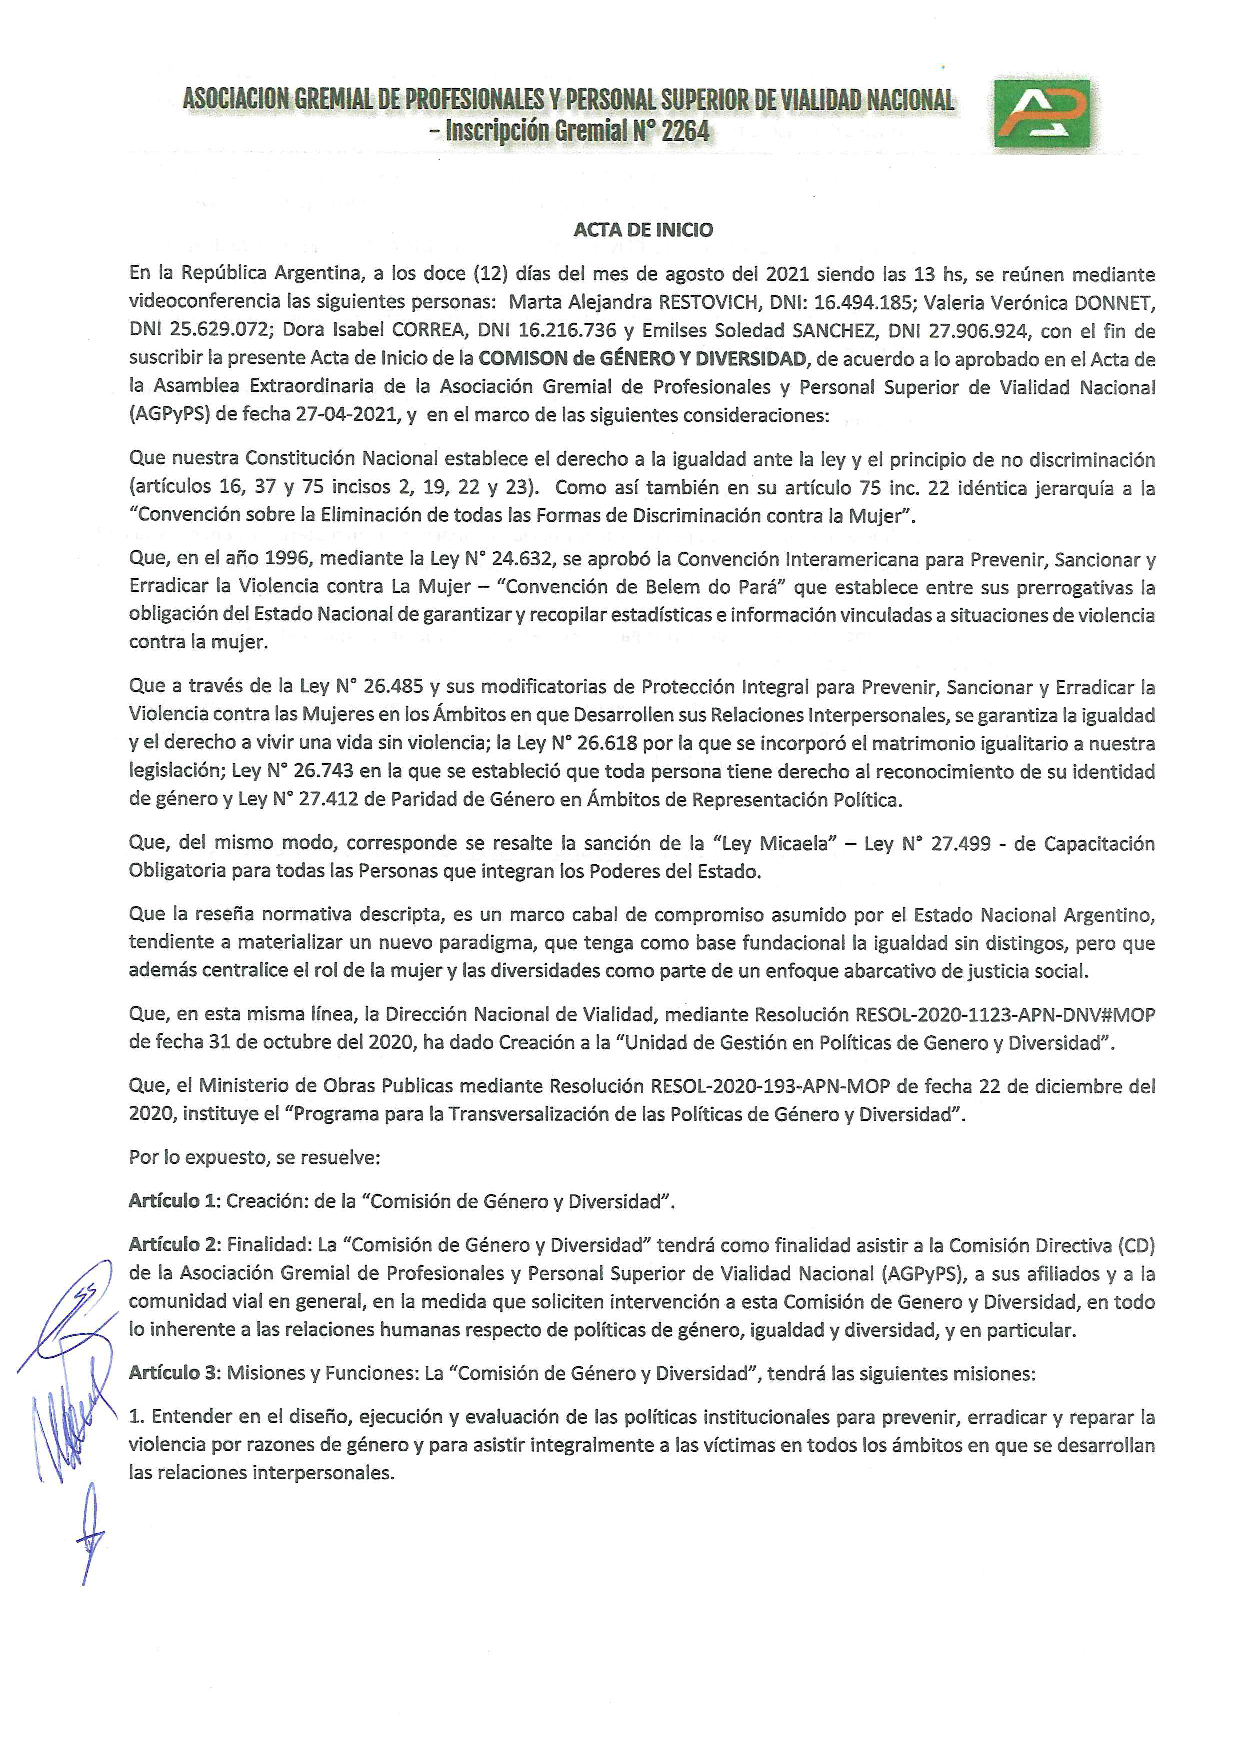 ASOCIACION GREMIAL DE PROFESIONALES Y PERSONAL SUPERIOR DE VIALIDAD NACIONAL
– Inscripción Gremial N° 2264
AP
ACTA DE INICIO
En la República Argentina, a los doce (12) días del mes de agosto del 2021 siendo las 13 hs, se reúnen mediante
videoconferencia las siguientes personas: Marta Alejandra RESTOVICH, DNI: 16.494.185; Valeria Verónica DONNET,
DNI 25.629.072; Dora Isabel CORREA, DNI 16.216.736 y Emilses Soledad SANCHEZ, DNI 27.906.924, con el fin de
suscribir la presente Acta de Inicio de la COMISON de GÉNERO Y DIVERSIDAD, de acuerdo a lo aprobado en el Acta de
la Asamblea Extraordinaria de la Asociación Gremial de Profesionales y Personal Superior de Vialidad Nacional
(AGPyPS) de fecha 27-04-2021, y en el marco de las siguientes consideraciones:
Que nuestra Constitución Nacional establece el derecho a la igualdad ante la ley y el principio de no discriminación
(artículos 16, 37 y 75 incisos 2, 19, 22 y 23). Como así también en su artículo 75 inc. 22 idéntica jerarquía a la
“Convención sobre la Eliminación de todas las Formas de Discriminación contra la Mujer”.
Que, en el año 1996, mediante la Ley N° 24.632, se aprobó la Convención Interamericana para Prevenir, Sancionar y
Erradicar la Violencia contra La Mujer – “Convención de Belem do Pará” que establece entre sus prerrogativas la
obligación del Estado Nacional de garantizar y recopilar estadísticas e información vinculadas a situaciones de violencia
contra la mujer.
Que a través de la Ley N° 26.485 y sus modificatorias de Protección Integral para Prevenir, Sancionar y Erradicar la
Violencia contra las Mujeres en los Ámbitos en que Desarrollen sus Relaciones Interpersonales, se garantiza la igualdad
y el derecho a vivir una vida sin violencia; la Ley N° 26.618 por la que se incorporó el matrimonio igualitario a nuestra
legislación; Ley N° 26.743 en la que se estableció que toda persona tiene derecho al reconocimiento de su identidad
de género y Ley N° 27.412 de Paridad de Género en Ámbitos de Representación Política.
Que, del mismo modo, corresponde se resalte la sanción de la “Ley Micaela” – Ley N° 27.499 - de Capacitación
Obligatoria para todas las Personas que integran los Poderes del Estado.
Que la reseña normativa descripta, es un marco cabal de compromiso asumido por el Estado Nacional Argentino,
tendiente a materializar un nuevo paradigma, que tenga como base fundacional la igualdad sin distingos, pero que
además centralice el rol de la mujer y las diversidades como parte de un enfoque abarcativo de justicia social.
Que, en esta misma línea, la Dirección Nacional de Vialidad, mediante Resolución RESOL-2020-1123-APN-DNV#MOP
de fecha 31 de octubre del 2020, ha dado Creación a la “Unidad de Gestión en Políticas de Genero y Diversidad”.
Que, el Ministerio de Obras Publicas mediante Resolución RESOL-2020-193-APN-MOP de fecha 22 de diciembre del
2020, instituye el “Programa para la Transversalización de las Políticas de Género y Diversidad”.
Por lo expuesto, se resuelve:
Artículo 1: Creación: de la “Comisión de Género y Diversidad”.
Artículo 2: Finalidad: La “Comisión de Género y Diversidad” tendrá como finalidad asistir a la Comisión Directiva (CD)
de la Asociación Gremial de Profesionales y Personal Superior de Vialidad Nacional (AGPyPS), a sus afiliados y a la
comunidad vial en general, en la medida que soliciten intervención a esta Comisión de Genero y Diversidad, en todo
lo inherente a las relaciones humanas respecto de políticas de género, igualdad y diversidad, y en particular.
Artículo 3: Misiones y Funciones: La “Comisión de Género y Diversidad”, tendrá las siguientes misiones:
1. Entender en el diseño, ejecución y evaluación de las políticas institucionales para prevenir, erradicar y reparar la
violencia por razones de género y para asistir integralmente a las víctimas en todos los ámbitos en que se desarrollan
las relaciones interpersonales.